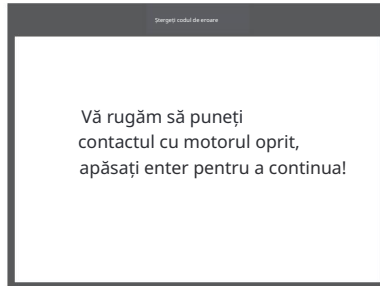 Ștergeți codul de eroare
Vă rugăm să puneți
contactul cu motorul oprit,
apăsați enter pentru a continua!